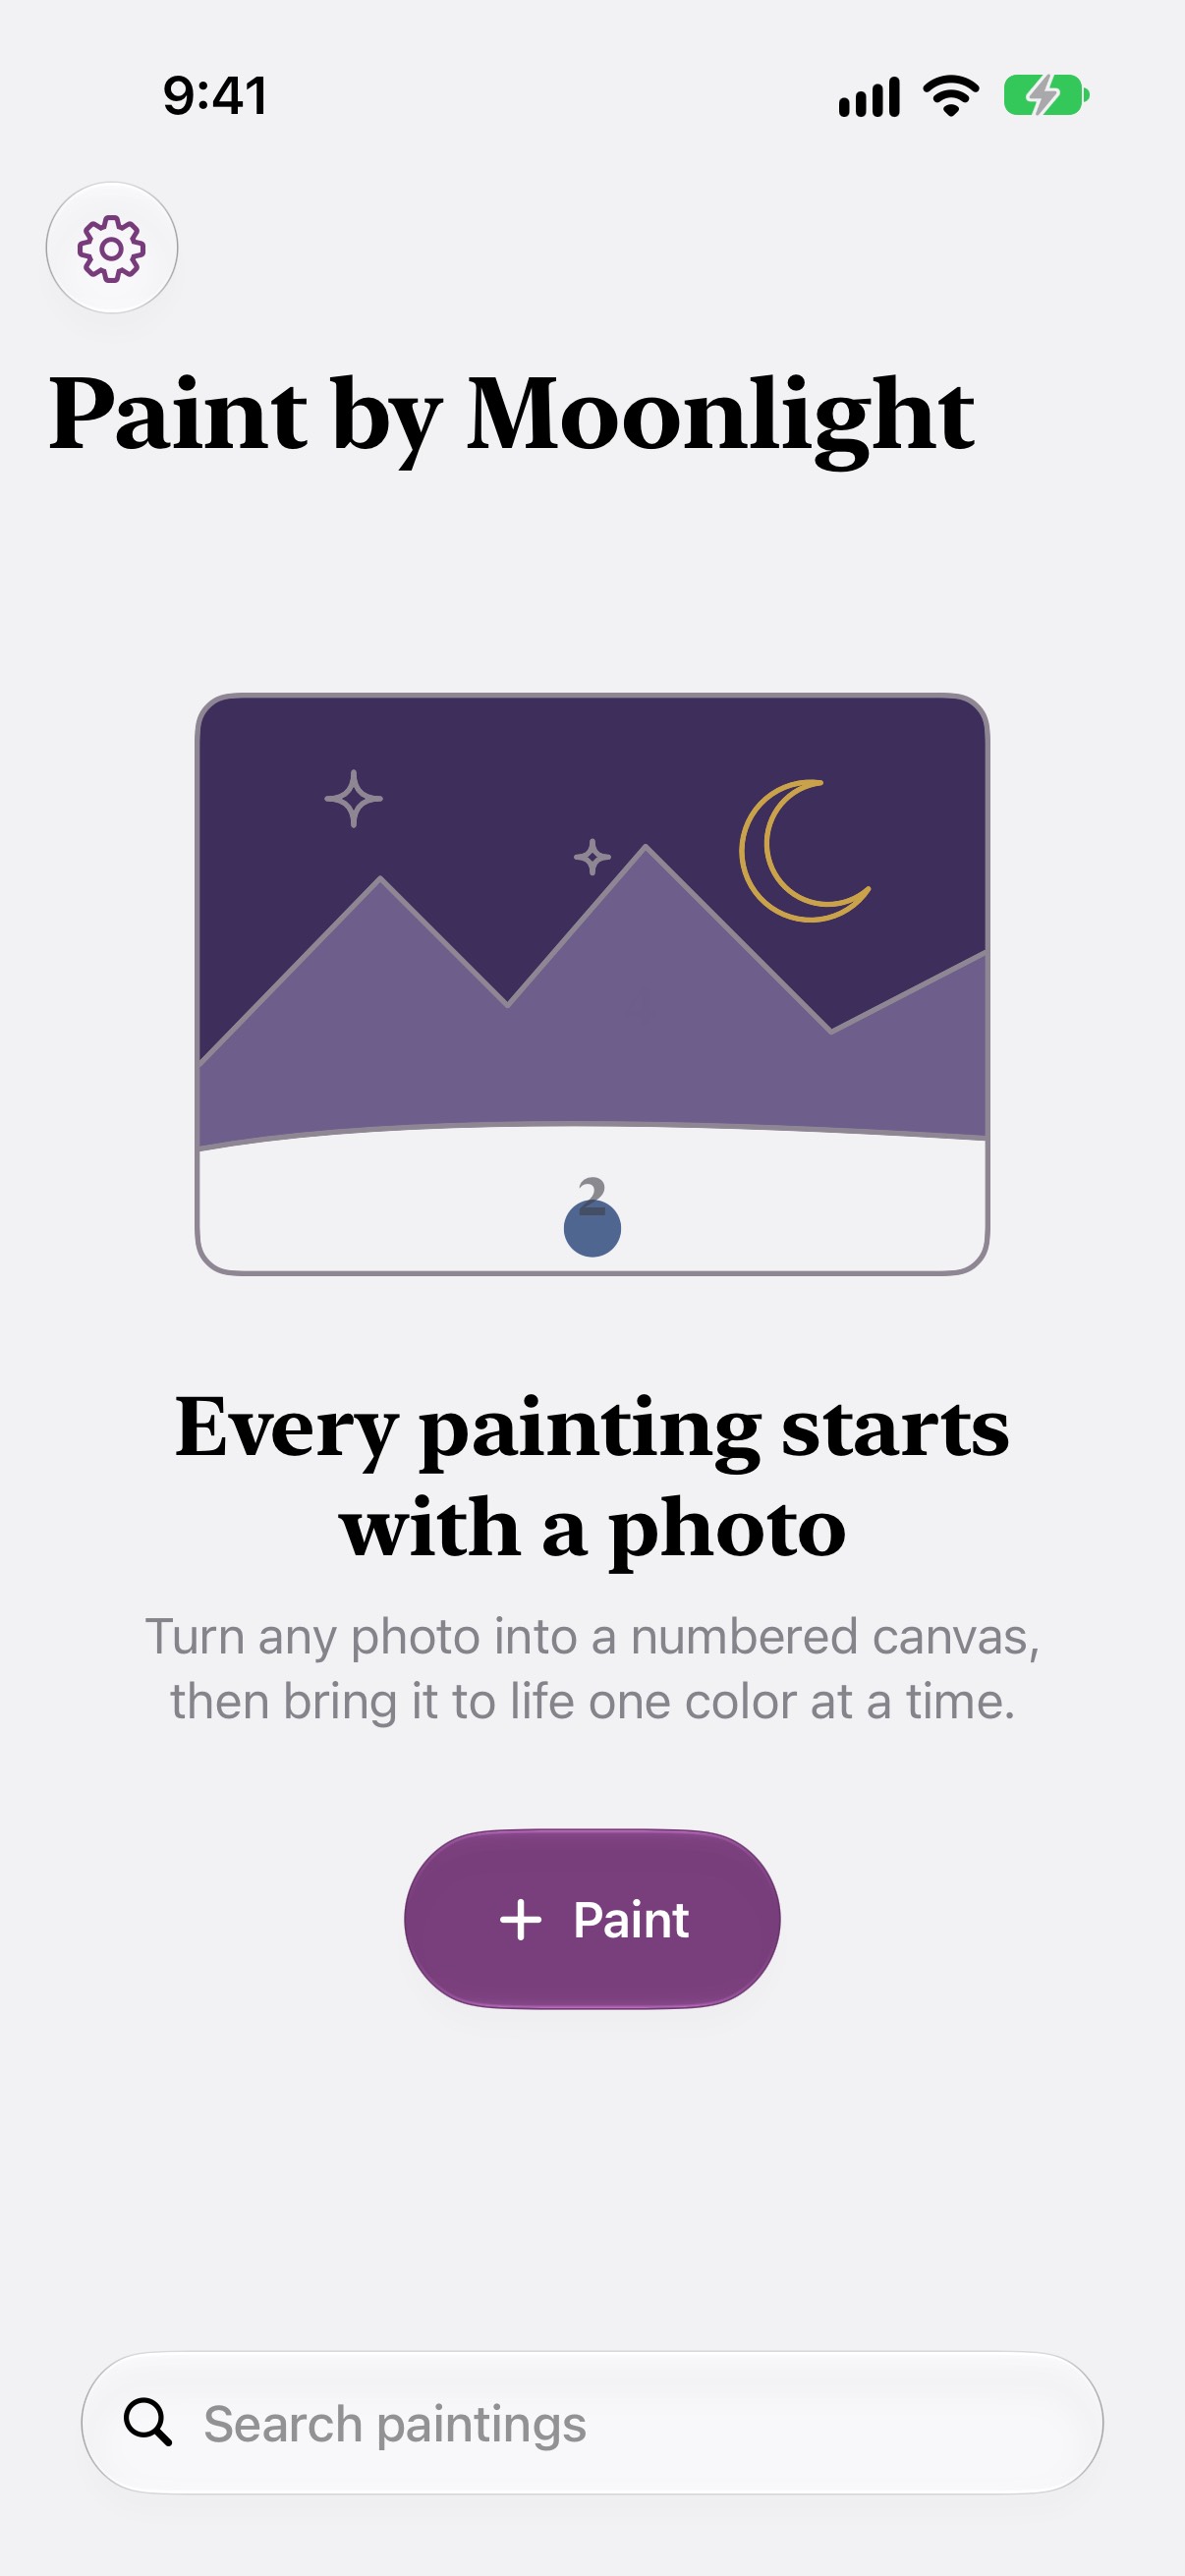 9:41
Paint by Moonlight
2
Every painting starts
with a photo
Turn any photo into a numbered canvas,
then bring it to life one color at a time.
+ Paint
Search paintings